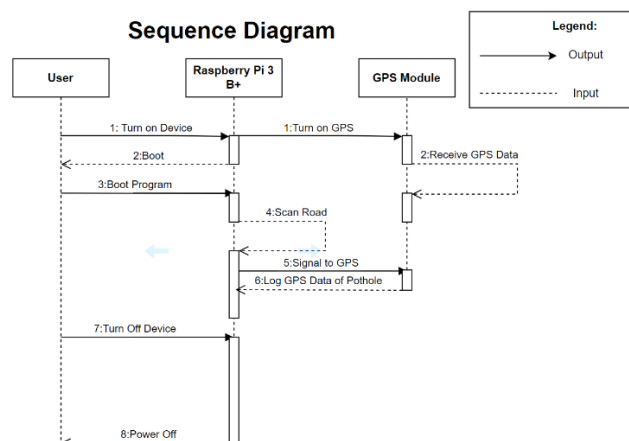 Sequence Diagram
Legend:
Output
Input
User
Raspberry Pi 3
B+
GPS Module
1: Turn on Device
1:Turn on GPS
2:Boot
2:Receive GPS Data
3:Boot Program
4:Scan Road
5:Signal to GPS
6:Log GPS Data of Pothole
7:Turn Off Device
8:Power Off